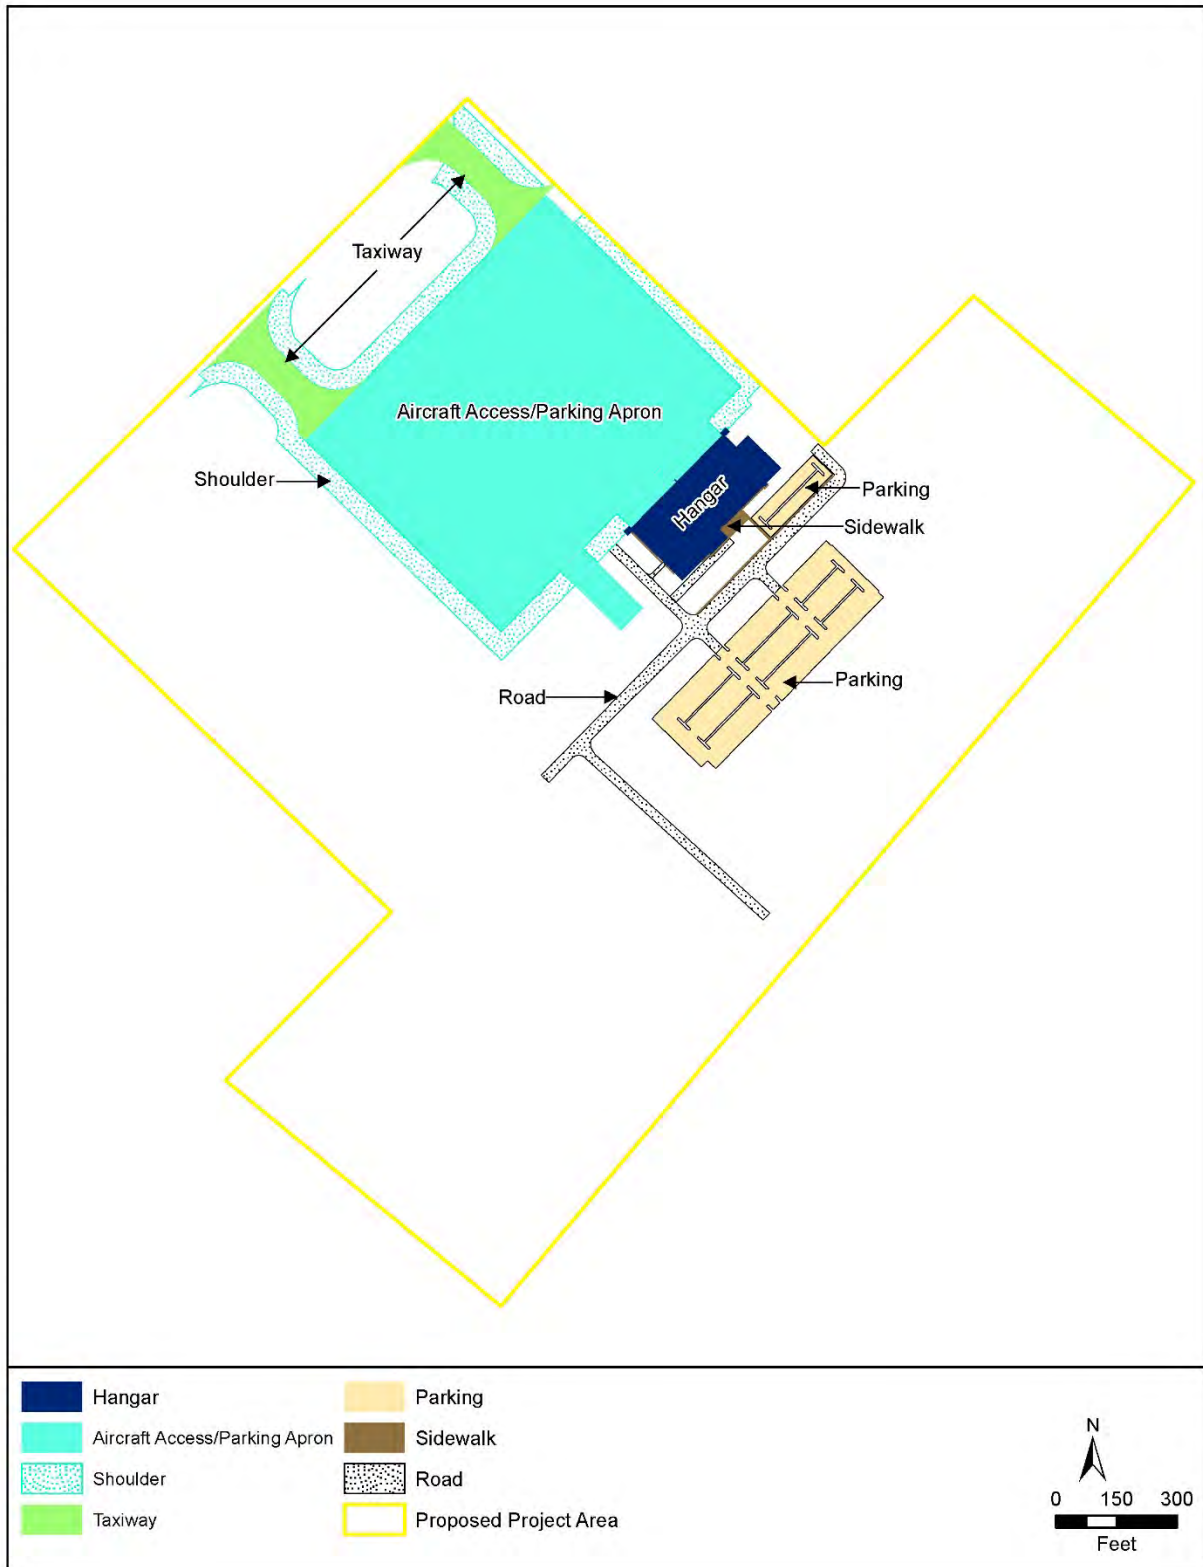 Taxiway
Aircraft Access/Parking Apron
Shoulder
Hangar
Parking
Sidewalk
Road
Parking
Hangar
Aircraft Access/Parking Apron
Shoulder
Taxiway
Parking
Sidewalk
Road
Proposed Project Area
N
0 150 300
Feet